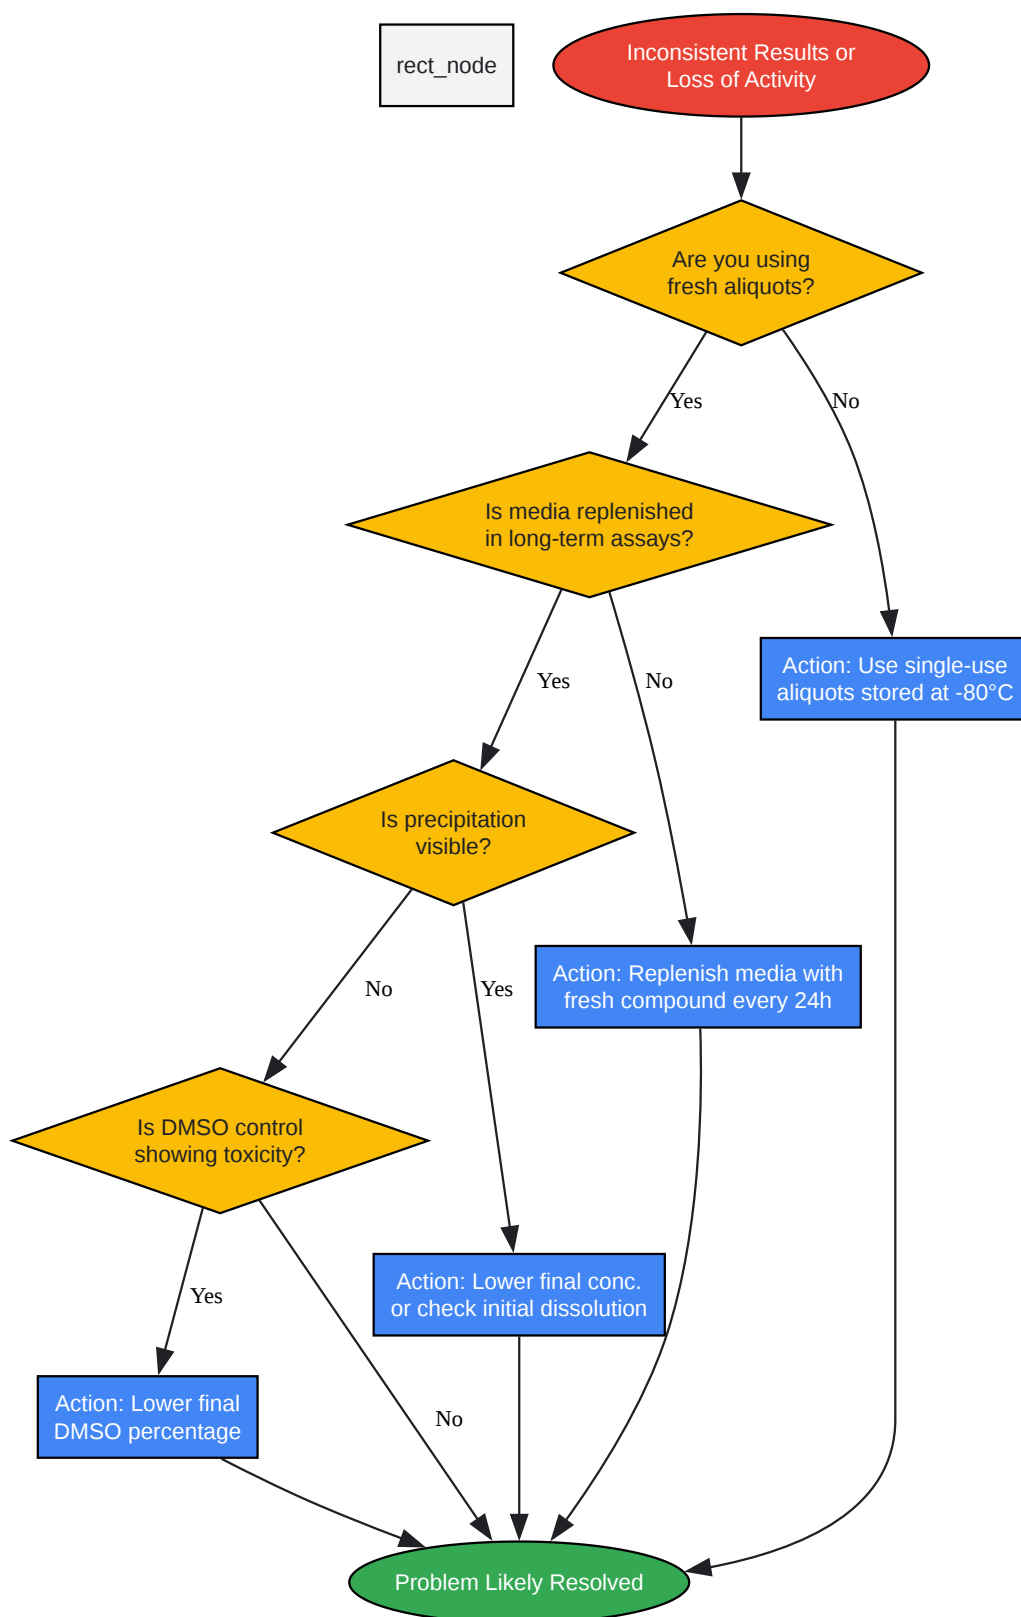 rect_node
Inconsistent Results or
Loss of Activity
Are you using
fresh aliquots?
Yes
No
Is media replenished
in long-term assays?
Yes
No
Action: Use single-use
aliquots stored at -80°C
Is precipitation
visible?
No
Yes
Action: Replenish media with
fresh compound every 24h
Is DMSO control
showing toxicity?
Yes
Action: Lower final conc.
or check initial dissolution
Action: Lower final
DMSO percentage
No
Problem Likely Resolved